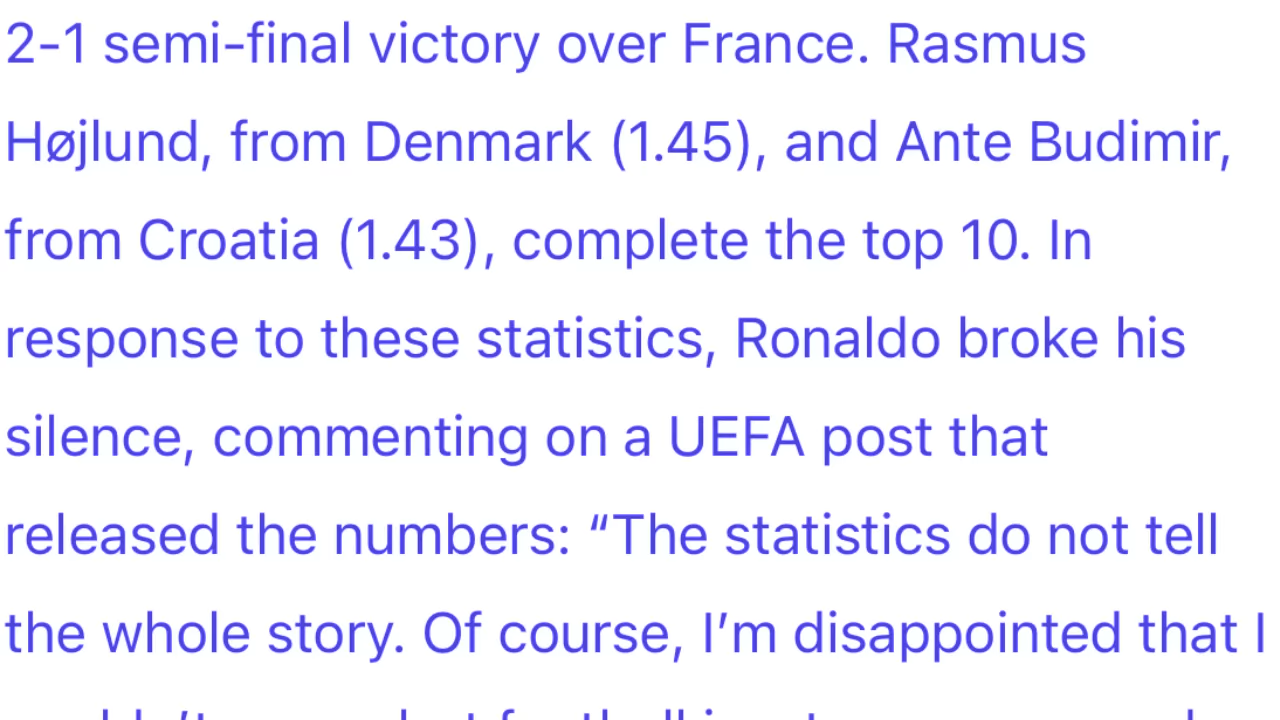 2-1 semi-final victory over France. Rasmus
Højlund, from Denmark (1.45), and Ante Budimir,
from Croatia (1.43), complete the top 10. In
response to these statistics, Ronaldo broke his
silence, commenting on a UEFA post that
released the numbers: “The statistics do not tell
the whole story. Of course, I’m disappointed that I